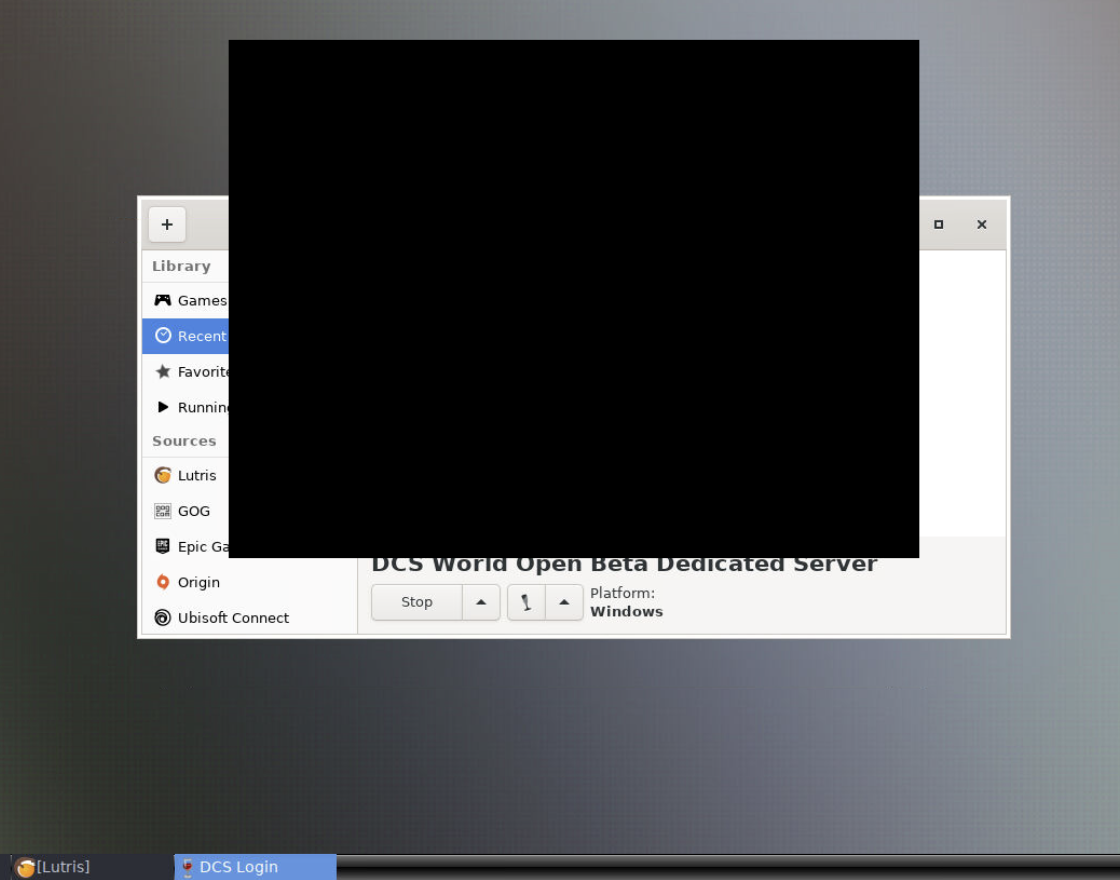 +
Library
Games
Recent
Favorite
Running
Sources
Lutris
GOG
Epic Ga
Origin
Ubisoft Connect
DCS World Open Beta Dedicated Server
Stop
Platform:
Windows
[Lutris]
DCS Login